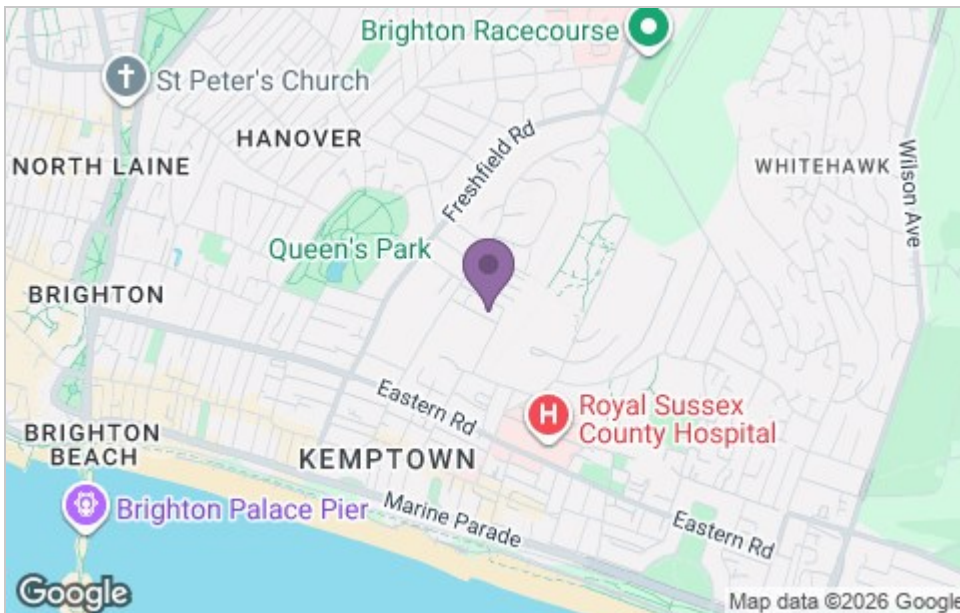 Brighton Racecourse
St Peter's Church
HANOVER
NORTH LAINE
Freshfield Rd
WHITEHAWK
Wilson Ave
Queen's Park
BRIGHTON
Eastern Rd
Royal Sussex
County Hospital
BRIGHTON
BEACH
KEMPTOWN
Brighton Palace Pier
Marine Parade
Eastern Rd
Google
Map data ©2026 Google